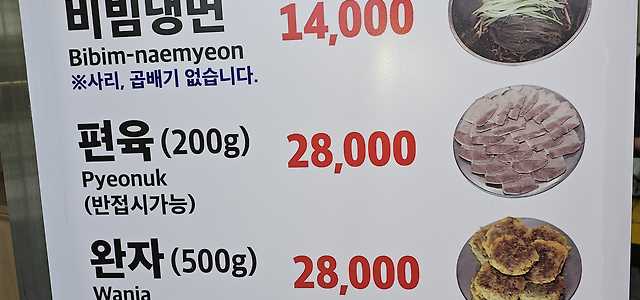 비빔냉면 14,000
Bibim-naemyeon
※사리, 곱배기 없습니다.
편육 (200g) 28,000
Pyeonuk
(반접시가능)
완자 (500g) 28,000
Wanja